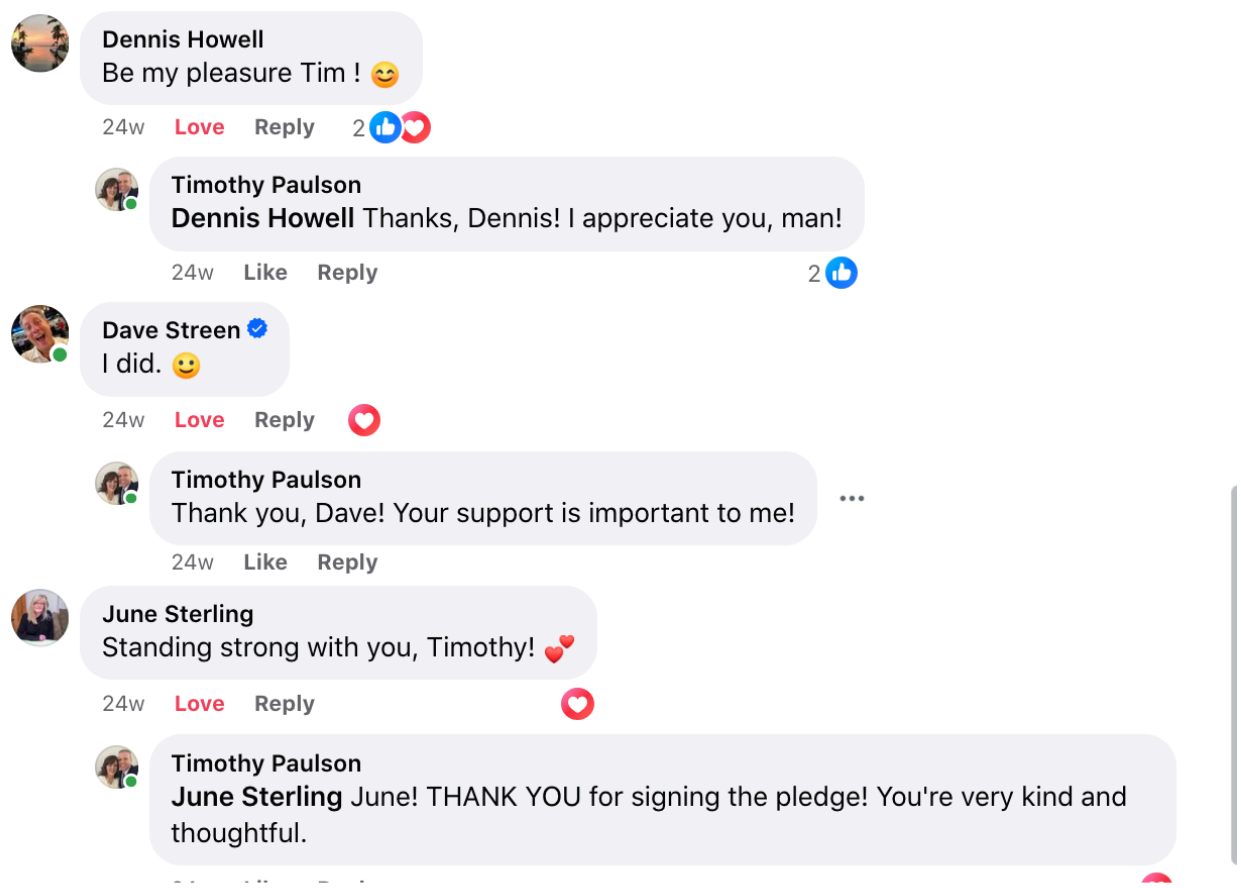 Dennis Howell
Be my pleasure Tim ! 😊
24w Love Reply 2
Timothy Paulson
Dennis Howell Thanks, Dennis! I appreciate you, man!
24w Like Reply 2
Dave Streen
I did. 🙂
24w Love Reply
Timothy Paulson
Thank you, Dave! Your support is important to me!
24w Like Reply
June Sterling
Standing strong with you, Timothy! 💕
24w Love Reply
Timothy Paulson
June Sterling June! THANK YOU for signing the pledge! You're very kind and
thoughtful.